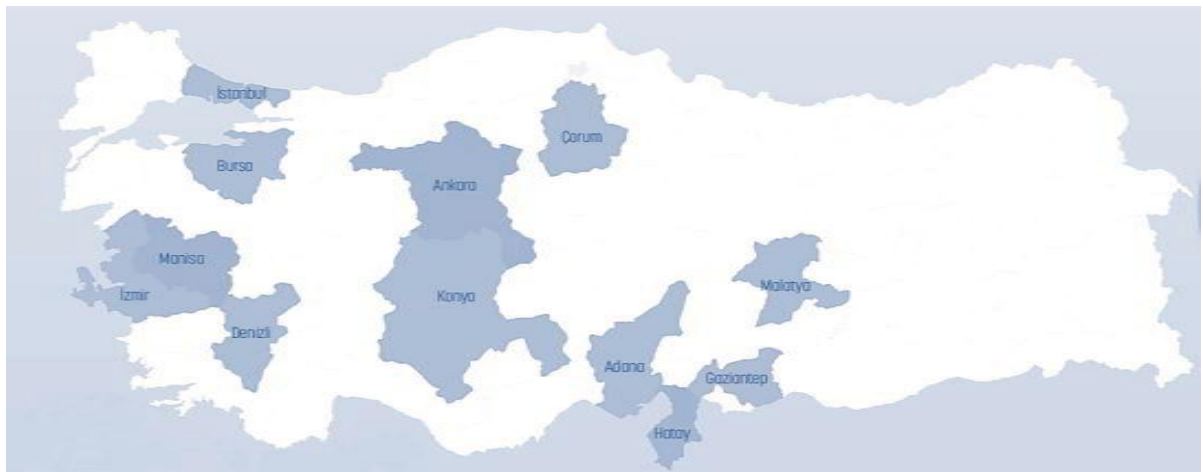 İstanbul
Çorum
Bursa
Ankara
Manisa
Malatya
İzmir
Konya
Denizli
Adana
Gaziantep
Hatay